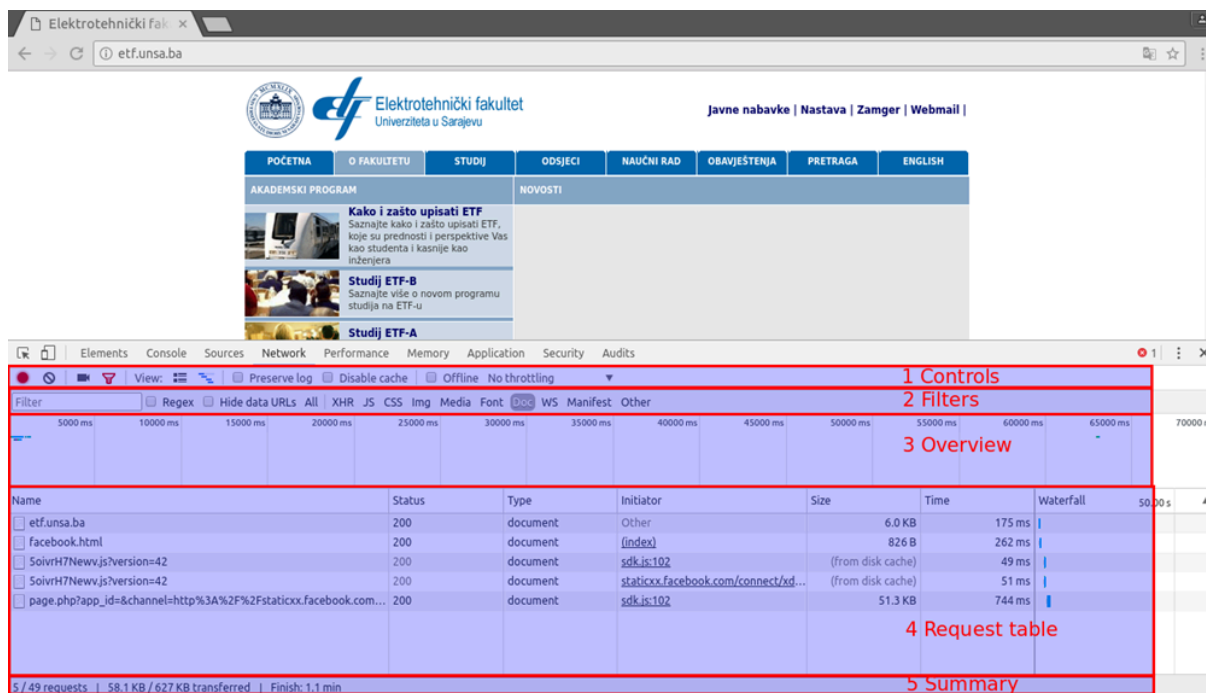 Elektrotehnički fak ×
etf.unsa.ba
Elektrotehnički fakultet
Univerziteta u Sarajevu
Javne nabavke | Nastava | Zamger | Webmail |
POČETNA O FAKULTETU STUDIJ ODSJECI NAUČNI RAD OBAVJEŠTENJA PRETRAGA ENGLISH
AKADEMSKI PROGRAM NOVOSTI
Kako i zašto upisati ETF
Saznajte kako i zašto upisati ETF,
koje su prednosti i perspektive Vas
kao studenta i kasnije kao
inženjera
Studij ETF-B
Saznajte više o novom programu
studija na ETF-u
Studij ETF-A
Elements Console Sources Network Performance Memory Application Security Audits 1
View: Preserve log Disable cache Offline No throttling ▼ 1 Controls
Filter Regex Hide data URLs All XHR JS CSS Img Media Font Doc WS Manifest Other 2 Filters
5000 ms 10000 ms 15000 ms 20000 ms 25000 ms 30000 ms 35000 ms 40000 ms 45000 ms 50000 ms 55000 ms 60000 ms 65000 ms 70000
3 Overview
Name Status Type Initiator Size Time Waterfall 50.00 s
etf.unsa.ba 200 document Other 6.0 KB 175 ms
facebook.html 200 document (index) 826 B 262 ms
5oivrH7Newv.js?version=42 200 document sdk.js:102 (from disk cache) 49 ms
5oivrH7Newv.js?version=42 200 document staticxx.facebook.com/connect/xd... (from disk cache) 51 ms
page.php?app_id=&channel=http%3A%2F%2Fstaticxx.facebook.com... 200 document sdk.js:102 51.3 KB 744 ms
4 Request table
5 / 49 requests | 58.1 KB / 627 KB transferred | Finish: 1.1 min 5 Summary